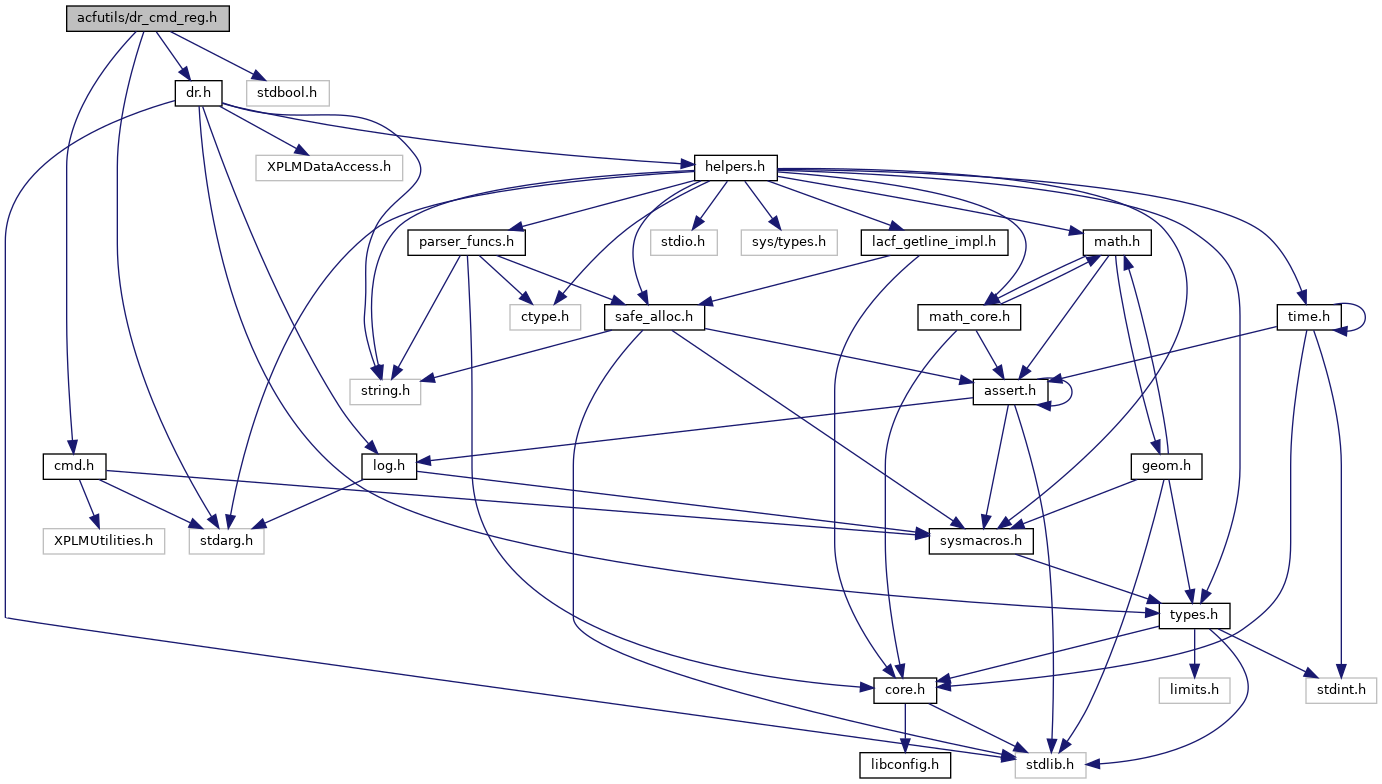 acfutils/dr_cmd_reg.h
dr.h
stdbool.h
XPLMDataAccess.h
helpers.h
parser_funcs.h
stdio.h
sys/types.h
lacf_getline_impl.h
math.h
ctype.h
safe_alloc.h
math_core.h
time.h
string.h
assert.h
cmd.h
log.h
geom.h
XPLMUtilities.h
stdarg.h
sysmacros.h
types.h
core.h
limits.h
stdint.h
libconfig.h
stdlib.h